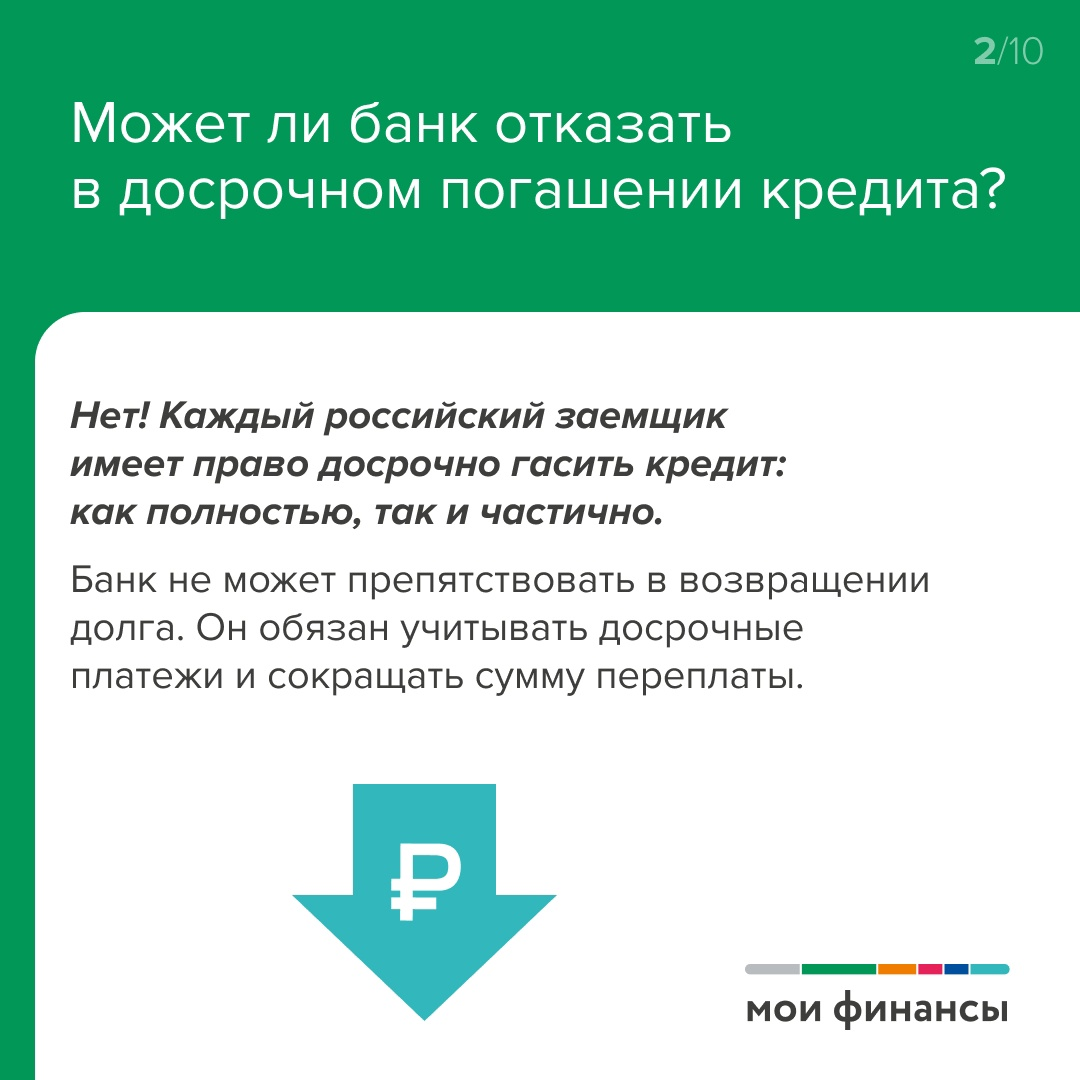 2/10
Может ли банк отказать
в досрочном погашении кредита?
Нет! Каждый российский заемщик
имеет право досрочно гасить кредит:
как полностью, так и частично.
Банк не может препятствовать в возвращении
долга. Он обязан учитывать досрочные
платежи и сокращать сумму переплаты.
₽
мои финансы